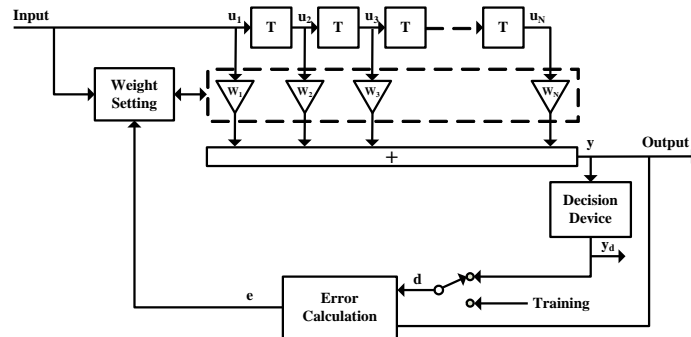 Input
u1
T
u2
T
u3
T
T
uN
Weight
Setting
W1
W2
W3
WN
+
y
Output
Decision
Device
yd
d
Training
e
Error
Calculation